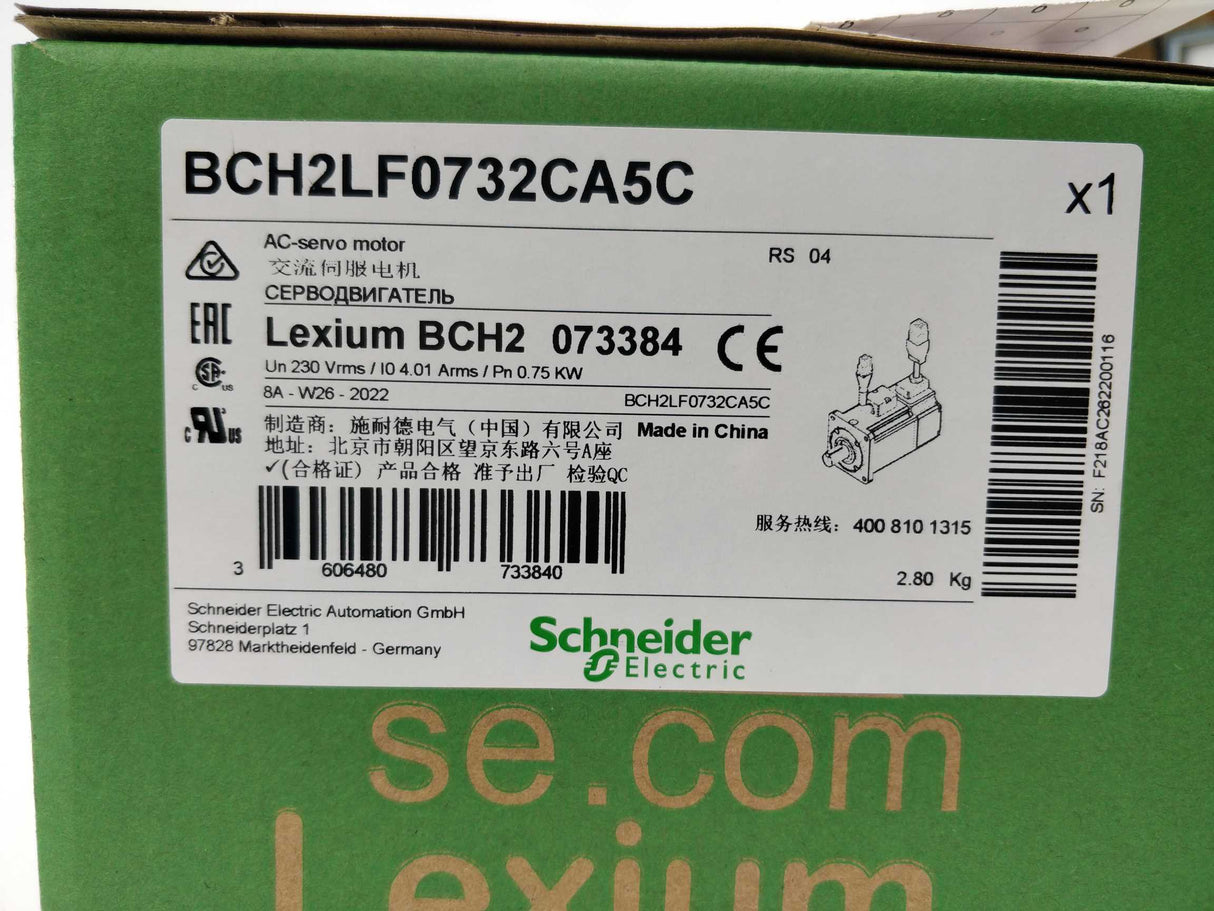 BCH2LF0732CA5C
x1
AC-servo motor
交流伺服电机
СЕРВОДВИГАТЕЛЬ
RS 04
EAC
Lexium BCH2 073384 CE
Un 230 Vrms / I0 4.01 Arms / Pn 0.75 KW
8A - W26 - 2022
BCH2LF0732CA5C
c us
c US
制造商：施耐德电气（中国）有限公司 Made in China
地址：北京市朝阳区望京东路六号A座
✓(合格证) 产品合格 准予出厂 检验QC
服务热线：400 810 1315
3 606480 733840
2.80 Kg
SN: F218AC262200116
Schneider Electric Automation GmbH
Schneiderplatz 1
97828 Marktheidenfeld - Germany
Schneider
Electric
se.com
Lexium